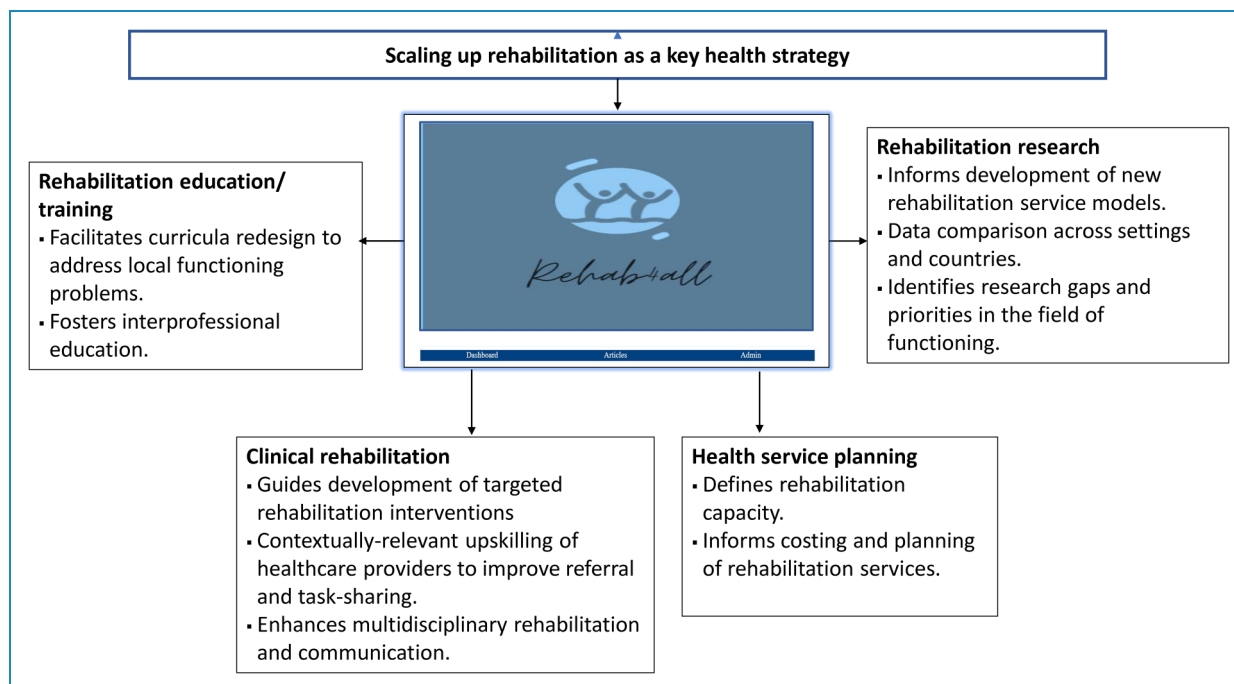 Scaling up rehabilitation as a key health strategy
Rehabilitation education/
training
▪ Facilitates curricula redesign to
address local functioning
problems.
▪ Fosters interprofessional
education.
Rehab4all
Dashboard Articles Admin
Rehabilitation research
▪ Informs development of new
rehabilitation service models.
▪ Data comparison across settings
and countries.
▪ Identifies research gaps and
priorities in the field of
functioning.
Clinical rehabilitation
▪ Guides development of targeted
rehabilitation interventions
▪ Contextually-relevant upskilling of
healthcare providers to improve referral
and task-sharing.
▪ Enhances multidisciplinary rehabilitation
and communication.
Health service planning
▪ Defines rehabilitation
capacity.
▪ Informs costing and planning
of rehabilitation services.